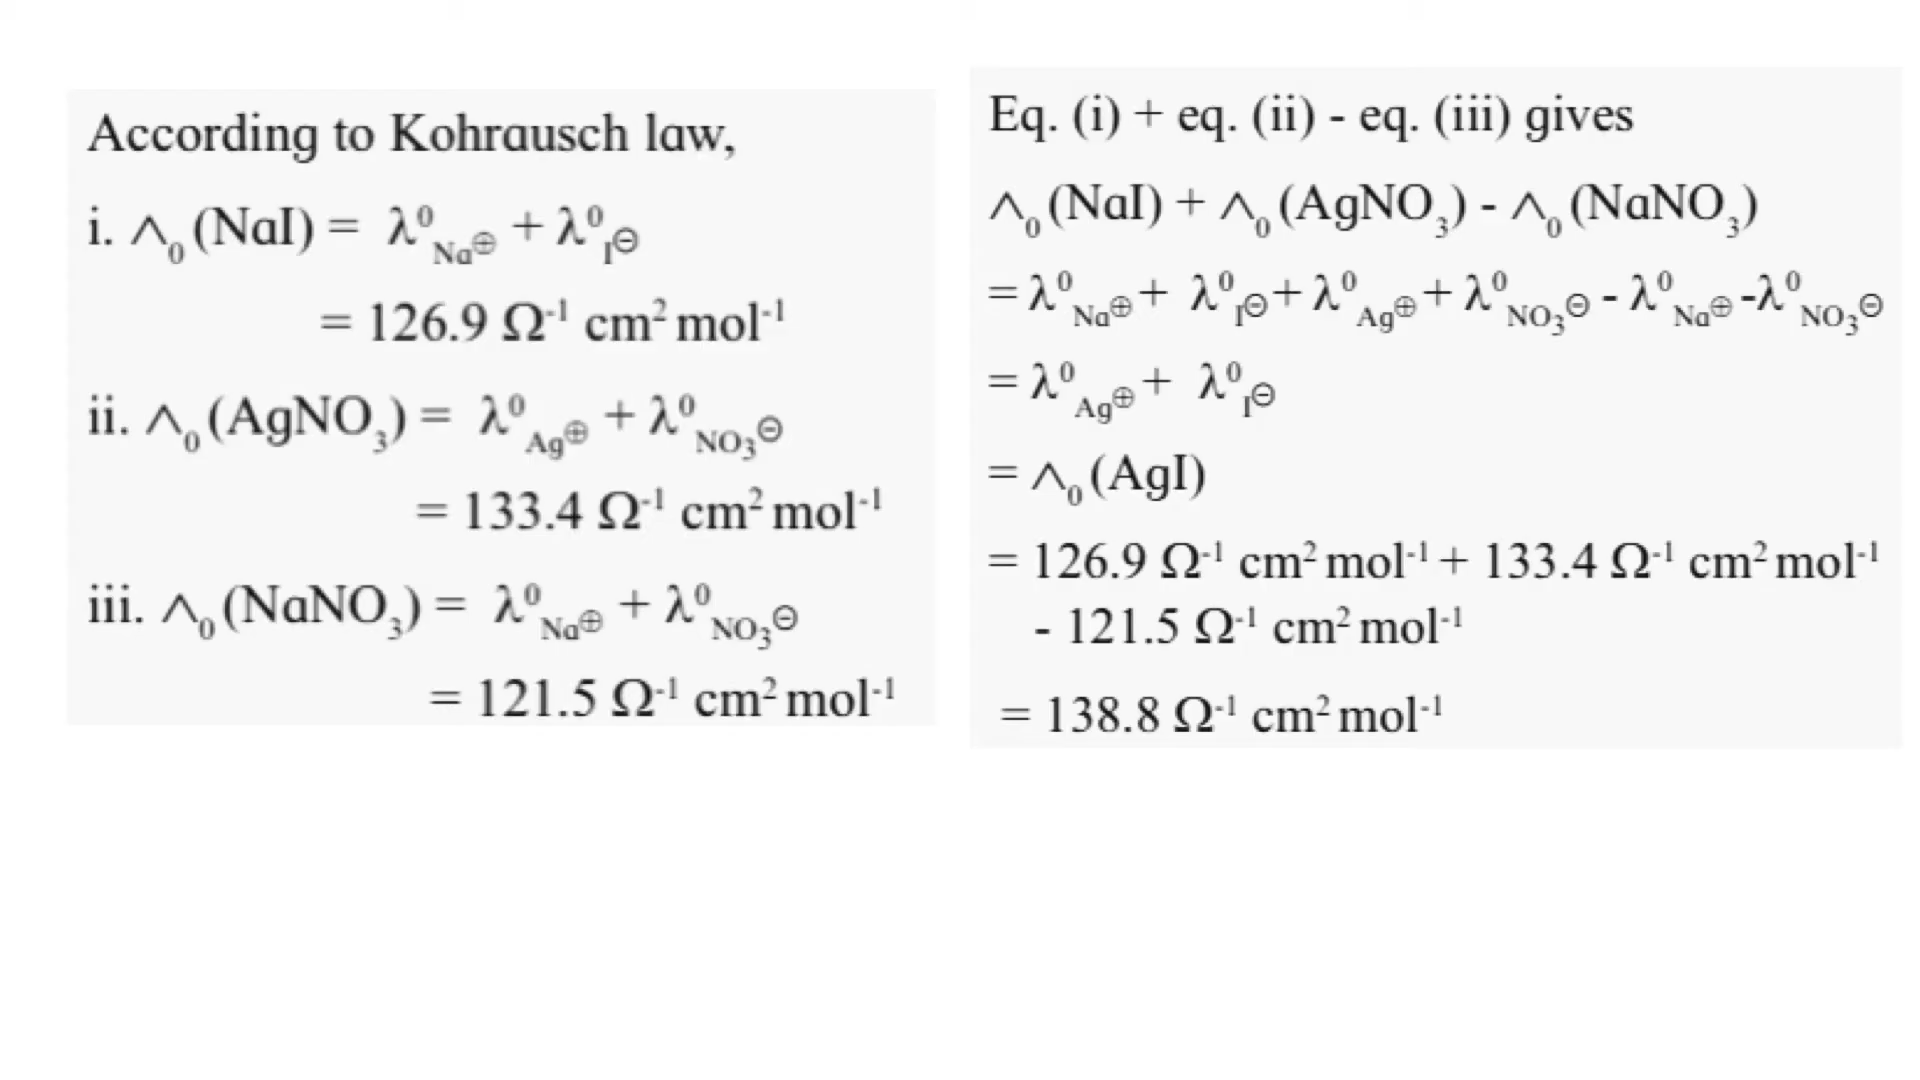 According to Kohrausch law,
i. ∧₀ (NaI) = λ⁰Na⊕ + λ⁰I⊖
= 126.9 Ω⁻¹ cm² mol⁻¹
ii. ∧₀ (AgNO₃) = λ⁰Ag⊕ + λ⁰NO₃⊖
= 133.4 Ω⁻¹ cm² mol⁻¹
iii. ∧₀ (NaNO₃) = λ⁰Na⊕ + λ⁰NO₃⊖
= 121.5 Ω⁻¹ cm² mol⁻¹
Eq. (i) + eq. (ii) - eq. (iii) gives
∧₀ (NaI) + ∧₀ (AgNO₃) - ∧₀ (NaNO₃)
= λ⁰Na⊕ + λ⁰I⊖ + λ⁰Ag⊕ + λ⁰NO₃⊖ - λ⁰Na⊕ -λ⁰NO₃⊖
= λ⁰Ag⊕ + λ⁰I⊖
= ∧₀ (AgI)
= 126.9 Ω⁻¹ cm² mol⁻¹ + 133.4 Ω⁻¹ cm² mol⁻¹
- 121.5 Ω⁻¹ cm² mol⁻¹
= 138.8 Ω⁻¹ cm² mol⁻¹